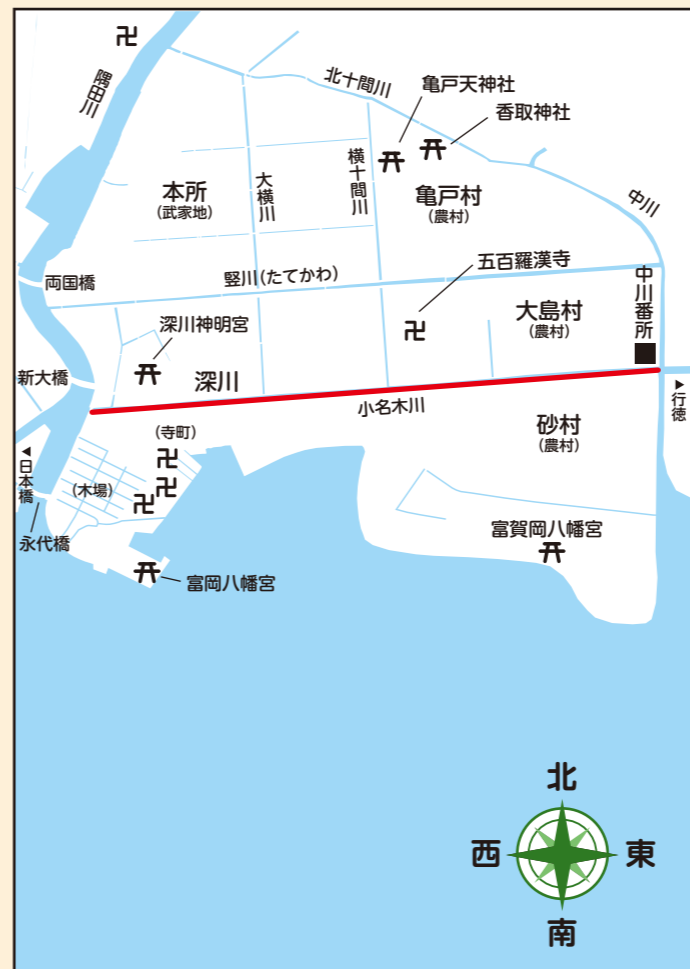 隅田川
北十間川
亀戸天神社
香取神社
本所
(武家地)
大横川
横十間川
亀戸村
(農村)
中川
両国橋
竪川(たてかわ)
五百羅漢寺
中川番所
深川神明宮
大島村
(農村)
新大橋
深川
小名木川
▶行徳
◀日本橋
(寺町)
砂村
(農村)
(木場)
永代橋
富賀岡八幡宮
富岡八幡宮
北
西
東
南